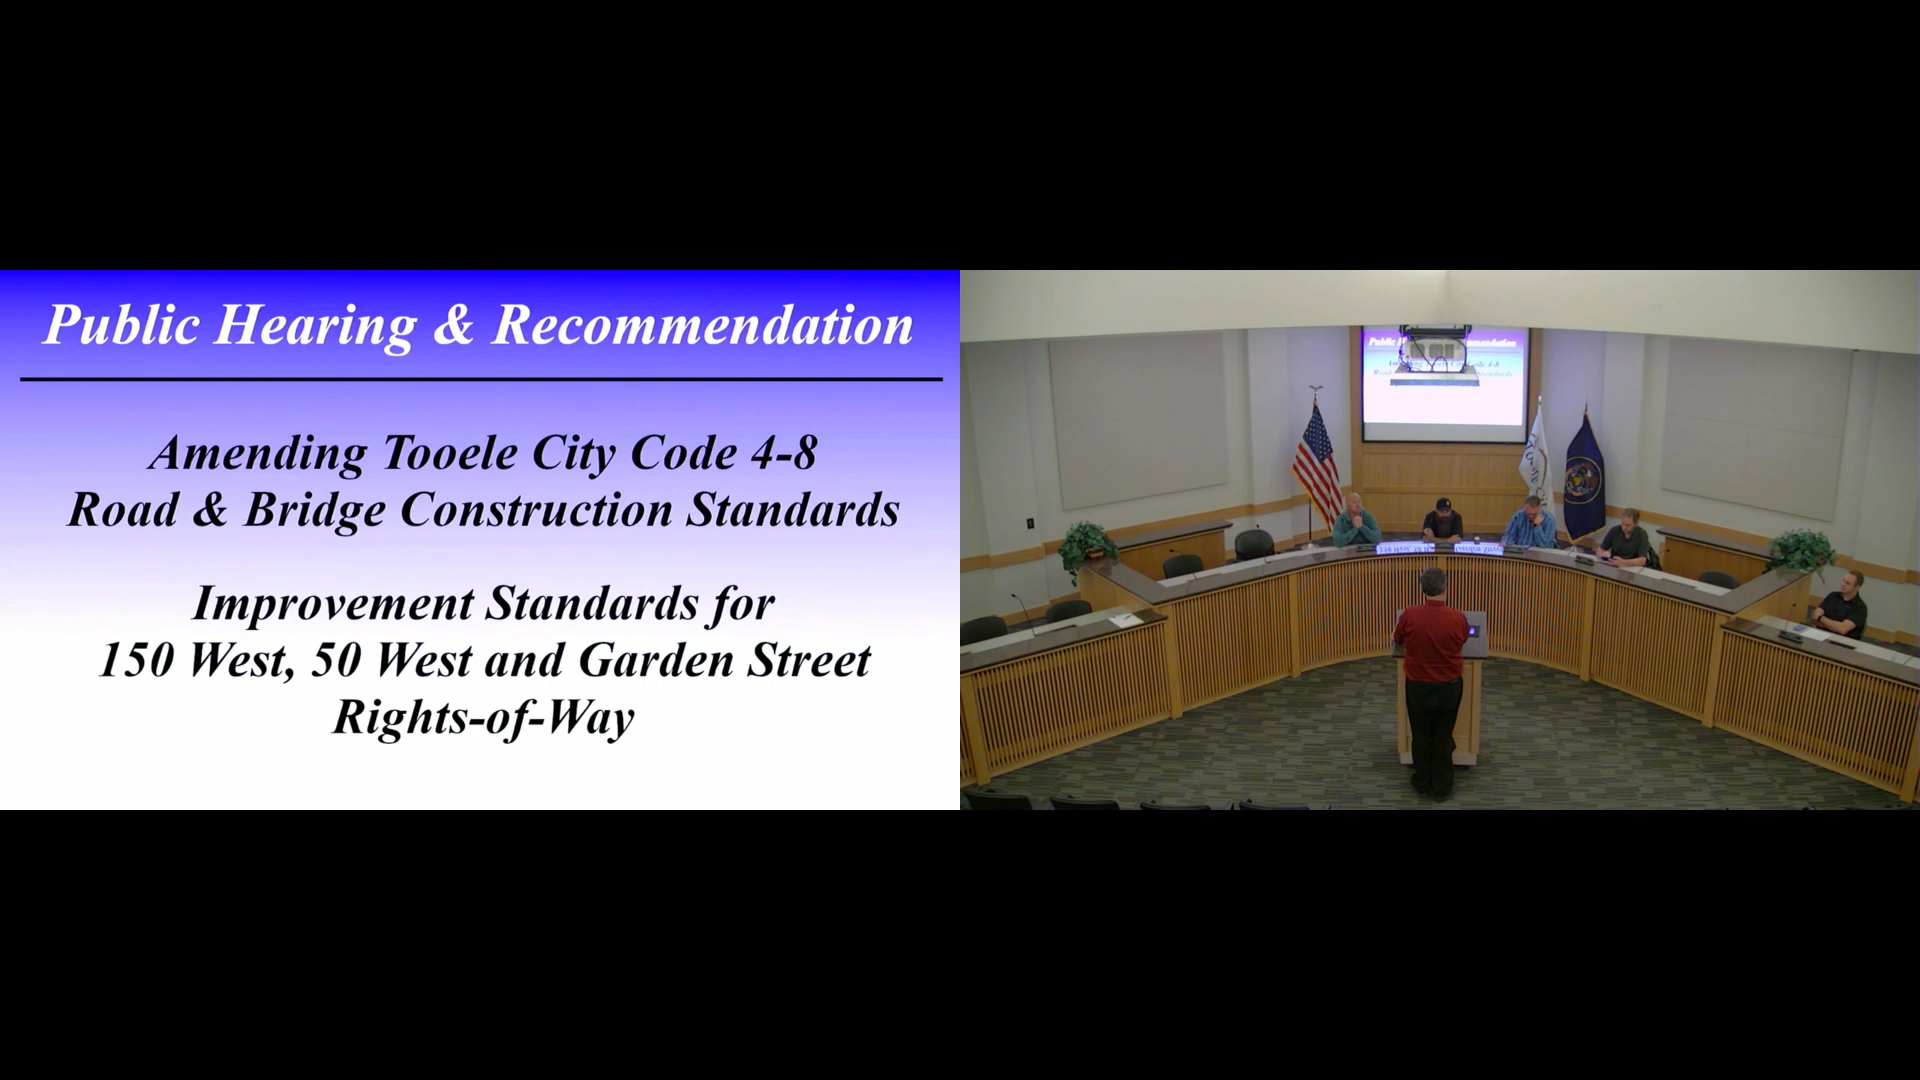 Public Hearing & Recommendation
Amending Tooele City Code 4-8
Road & Bridge Construction Standards
Improvement Standards for
150 West, 50 West and Garden Street
Rights-of-Way